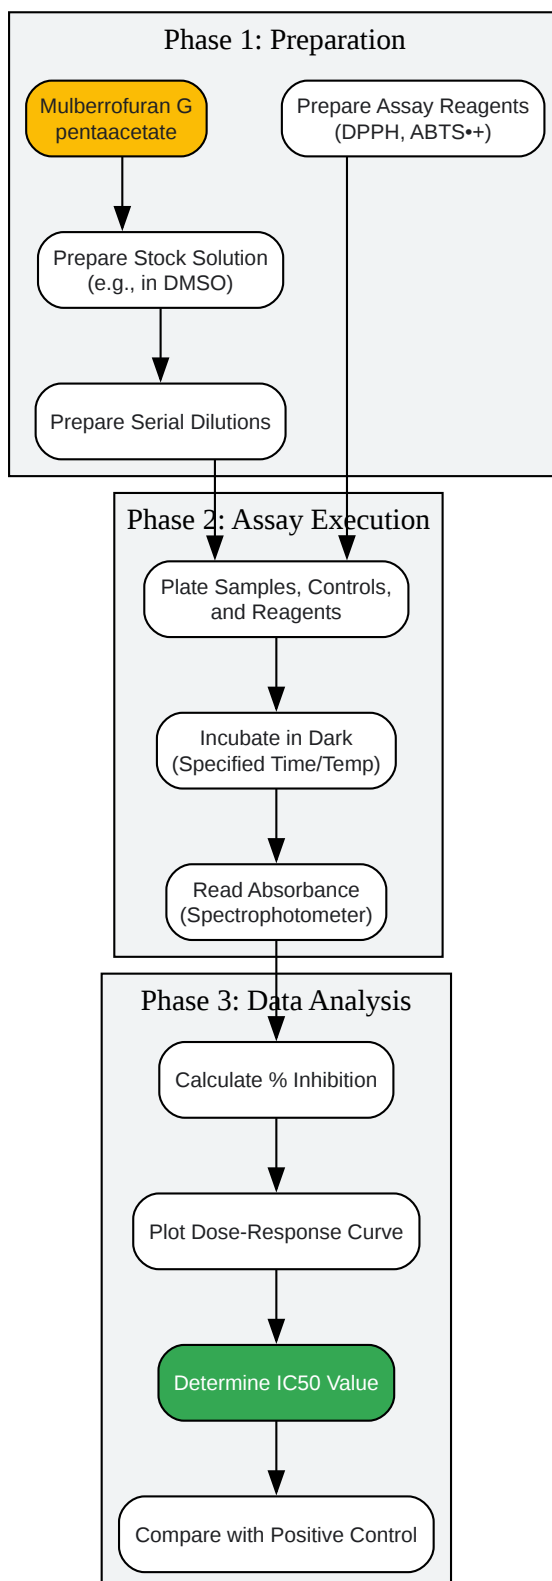 Phase 1: Preparation
Mulberrofuran G
pentaacetate
Prepare Assay Reagents
(DPPH, ABTS•+)
Prepare Stock Solution
(e.g., in DMSO)
Prepare Serial Dilutions
Phase 2: Assay Execution
Plate Samples, Controls,
and Reagents
Incubate in Dark
(Specified Time/Temp)
Read Absorbance
(Spectrophotometer)
Phase 3: Data Analysis
Calculate % Inhibition
Plot Dose-Response Curve
Determine IC50 Value
Compare with Positive Control